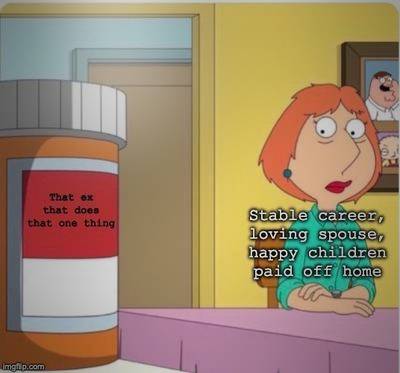 That ex
that does
that one thing
Stable career,
loving spouse,
happy children
paid off home
imgflip.com